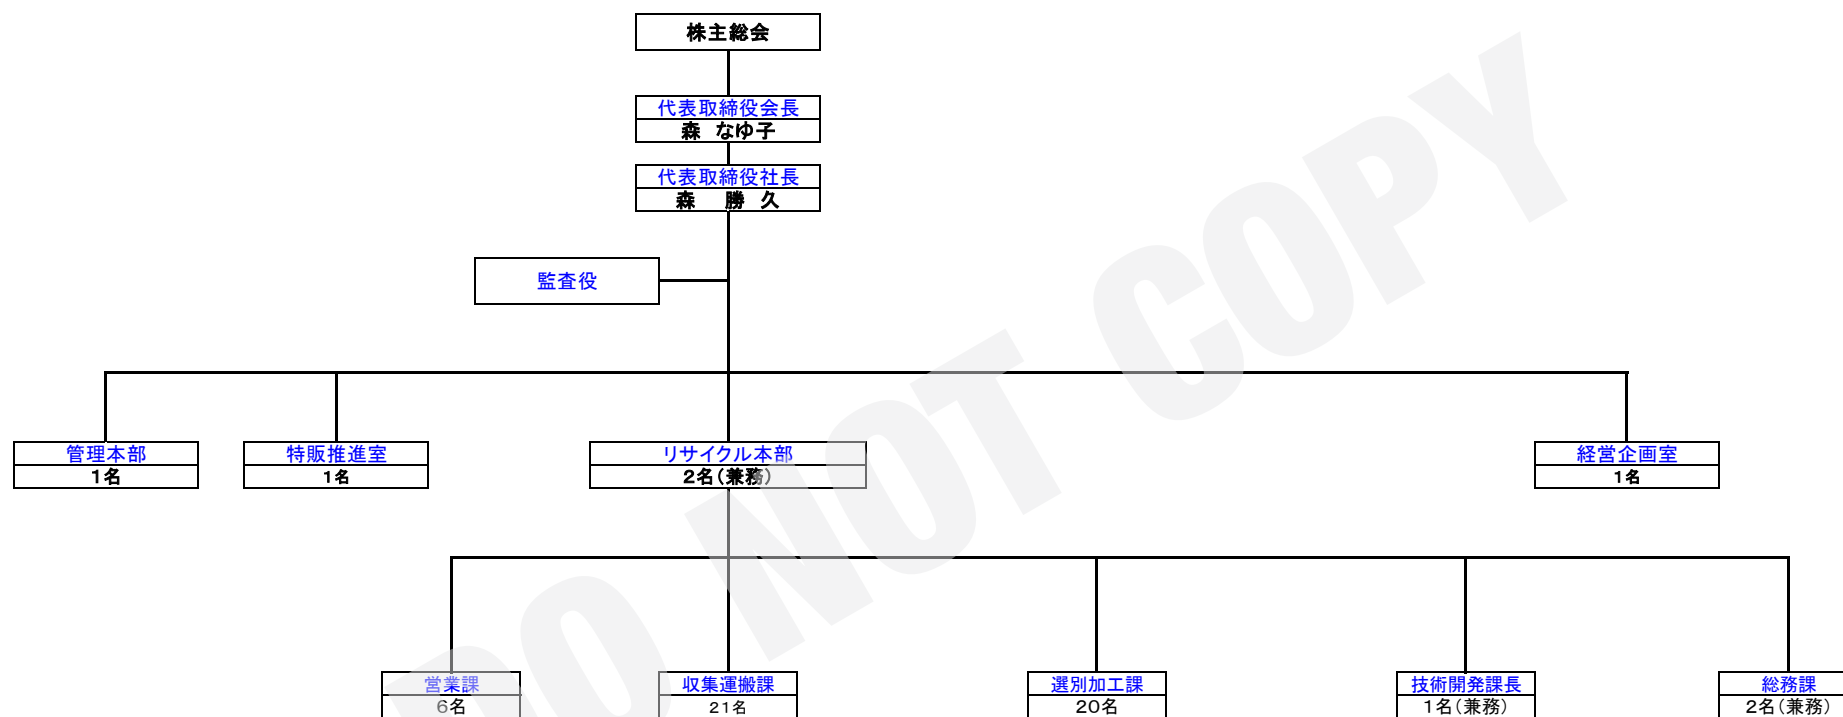 株主総会
代表取締役会長
森 なゆ子
代表取締役社長
森 勝 久
監査役
管理本部
1名
特販推進室
1名
リサイクル本部
2名(兼務)
経営企画室
1名
営業課
6名
収集運搬課
21名
選別加工課
20名
技術開発課長
1名(兼務)
総務課
2名(兼務)
DO NOT COPY